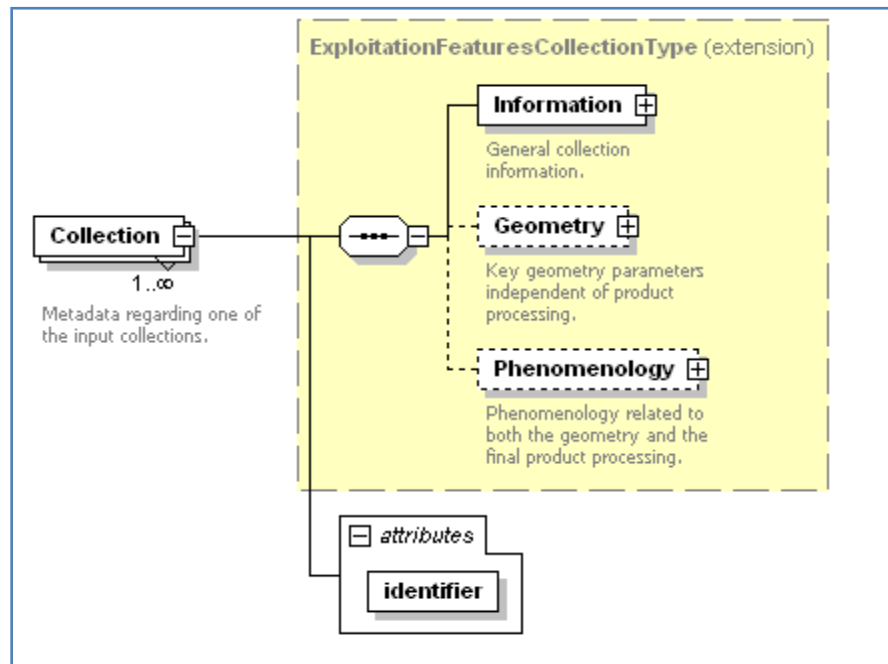 ExploitationFeaturesCollectionType (extension)
Information
General collection
information.
Geometry
Key geometry parameters
independent of product
processing.
Collection
1..∞
Metadata regarding one of
the input collections.
Phenomenology
Phenomenology related to
both the geometry and the
final product processing.
attributes
identifier